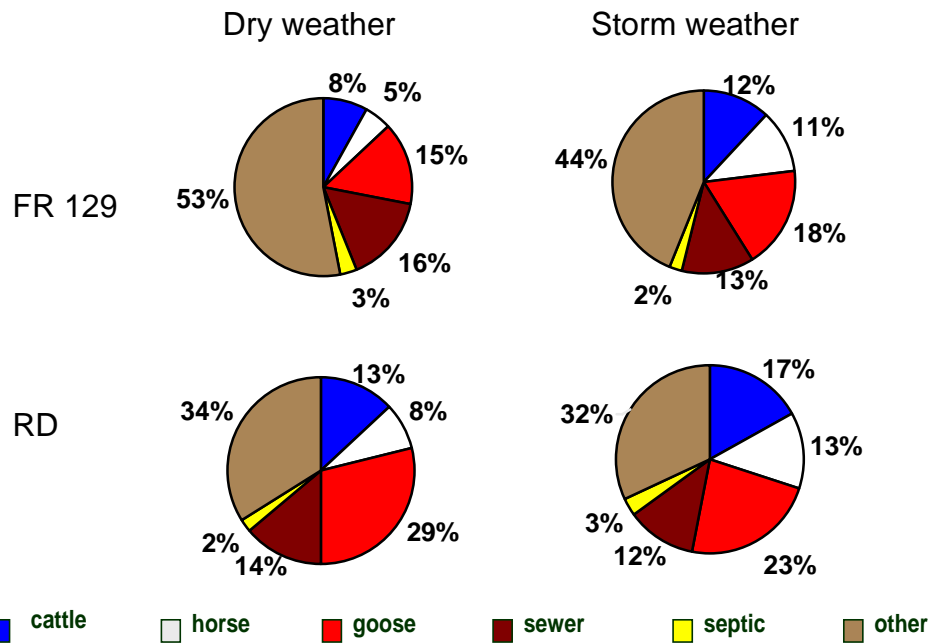 Dry weather Storm weather
8% 5% 12%
15% 11%
53% 44%
FR 129
16% 18%
3% 2% 13%
13% 17%
34% 8% 32%
RD 13%
2% 29% 3%
14% 12% 23%
cattle horse goose sewer septic other